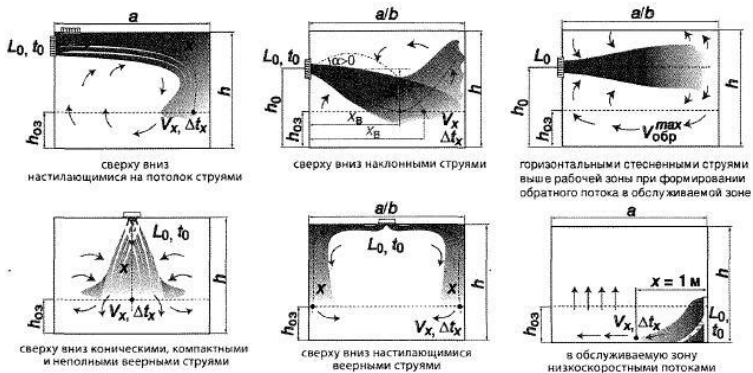 a
L₀, t₀
x
h
hоз
Vx, Δtx
сверху вниз
настилающимися на потолок струями
a/b
L₀, t₀
α>0
h₀
h
hоз
xв
xв
Vx
Δtx
сверху вниз наклонными струями
a/b
L₀
h₀
h
hоз
Vобр max
горизонтальными стесненными струями
выше рабочей зоны при формировании
обратного потока в обслуживаемой зоне
a
L₀, t₀
x
h
hоз
Vx, Δtx
сверху вниз коническими, компактными
и неполными веерными струями
a/b
L₀, t₀
x
x
h
hоз
Vx, Δtx
Vx, Δtx
сверху вниз настилающимися
веерными струями
a
h
x = 1 м
L₀,
t₀
Vx, Δtx
hоз
в обслуживаемую зону
низкоскоростными потоками